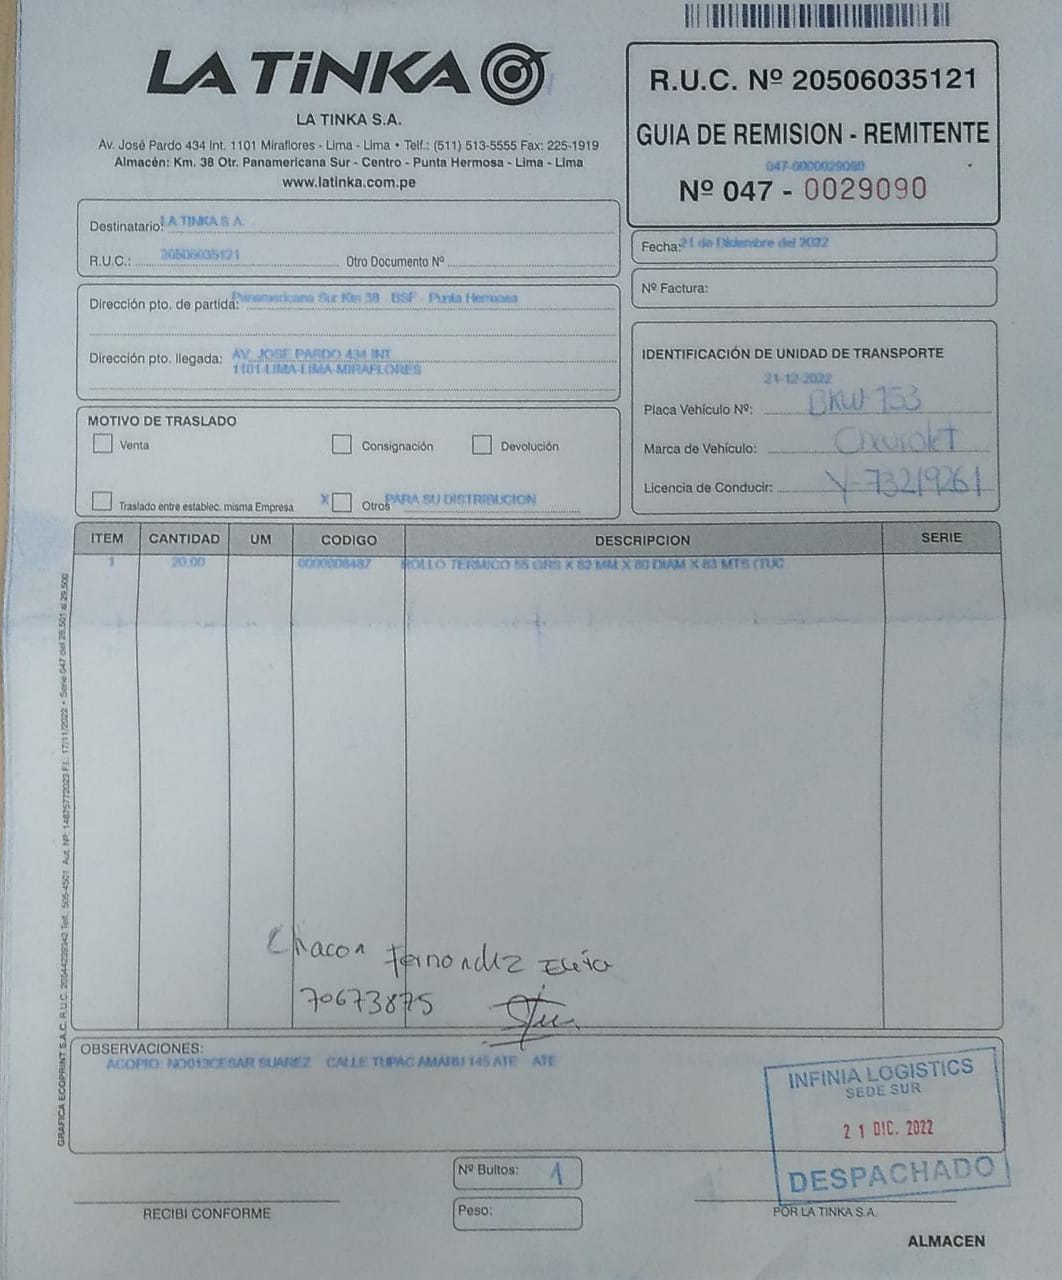 LA TiNKA
LA TINKA S.A.
Av. José Pardo 434 Int. 1101 Miraflores - Lima - Lima • Telf.: (511) 513-5555 Fax: 225-1919
Almacén: Km. 38 Otr. Panamericana Sur - Centro - Punta Hermosa - Lima - Lima
www.latinka.com.pe
R.U.C. Nº 20506035121
GUIA DE REMISION - REMITENTE
047-0000029090
Nº 047 - 0029090
Destinatario: LA TINKA S.A.
R.U.C.: 20506035121 Otro Documento Nº
Fecha: 21 de Diciembre del 2022
Nº Factura:
Dirección pto. de partida: Panamericana Sur Km 38 - BSF - Punta Hermosa
Dirección pto. llegada: AV. JOSE PARDO 434 INT
1101-LIMA-LIMA-MIRAFLORES
IDENTIFICACIÓN DE UNIDAD DE TRANSPORTE
21-12-2022
Placa Vehículo Nº: BKW 753
Marca de Vehículo: Chevrolet
Licencia de Conducir: Y-73219261
MOTIVO DE TRASLADO
Venta Consignación Devolución
Traslado entre establec. misma Empresa X Otros PARA SU DISTRIBUCION
ITEM CANTIDAD UM CODIGO DESCRIPCION SERIE
1 20.00 0000008487 ROLLO TERMICO 55 GRS X 82 MM X 80 DIAM X 83 MTS (TUC
Chacon Fernandez
70673875
OBSERVACIONES:
ACOPIO: NO013CESAR SUAREZ CALLE TUPAC AMARU 145 ATE ATE
INFINIA LOGISTICS
SEDE SUR
21 DIC. 2022
DESPACHADO
Nº Bultos: 1
Peso:
RECIBI CONFORME
POR LA TINKA S.A.
ALMACEN
GRAFICA ECOPRINT S.A.C. R.U.C. 20544239342 Telf.: 505-4501 Aut. NP: 14875772023 F.I.: 17/11/2022 • Serie 047 del 28,501 al 29,500